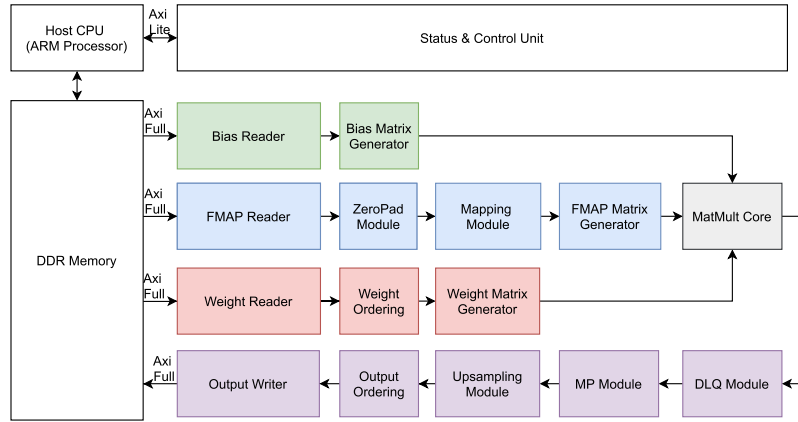 Host CPU
(ARM Processor)
Axi
Lite
Status & Control Unit
DDR Memory
Axi
Full
Bias Reader
Bias Matrix
Generator
Axi
Full
FMAP Reader
ZeroPad
Module
Mapping
Module
FMAP Matrix
Generator
MatMult Core
Axi
Full
Weight Reader
Weight
Ordering
Weight Matrix
Generator
Axi
Full
Output Writer
Output
Ordering
Upsampling
Module
MP Module
DLQ Module